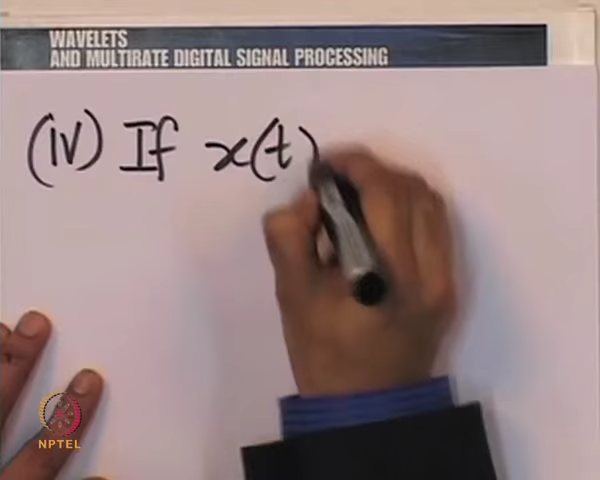 WAVELETS
AND MULTIRATE DIGITAL SIGNAL PROCESSING
(IV) If x(t)
NPTEL